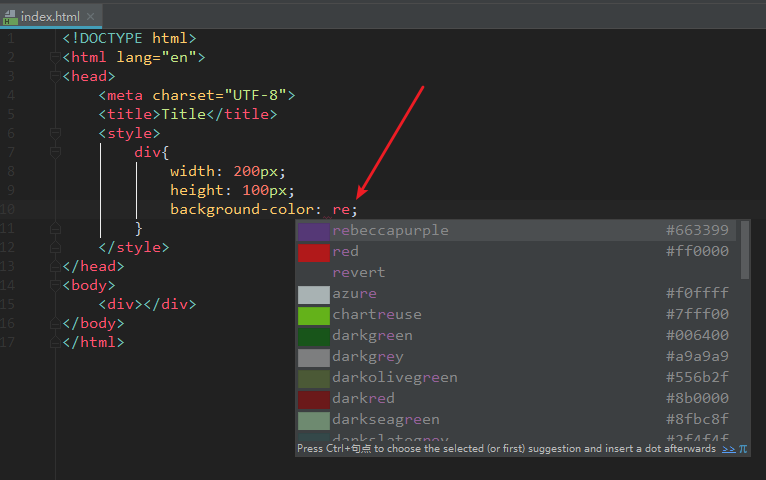 index.html
1 <!DOCTYPE html>
2 <html lang="en">
3 <head>
4 <meta charset="UTF-8">
5 <title>Title</title>
6 <style>
7 div{
8 width: 200px;
9 height: 100px;
10 background-color: re;
11 }
12 </style>
13 </head>
14 <body>
15 <div></div>
16 </body>
17 </html>
rebeccapurple #663399
red #ff0000
revert
azure #f0ffff
chartreuse #7fff00
darkgreen #006400
darkgrey #a9a9a9
darkolivegreen #556b2f
darkred #8b0000
darkseagreen #8fbc8f
darkslategrey #2f4f4f
Press Ctrl+句点 to choose the selected (or first) suggestion and insert a dot afterwards >> π